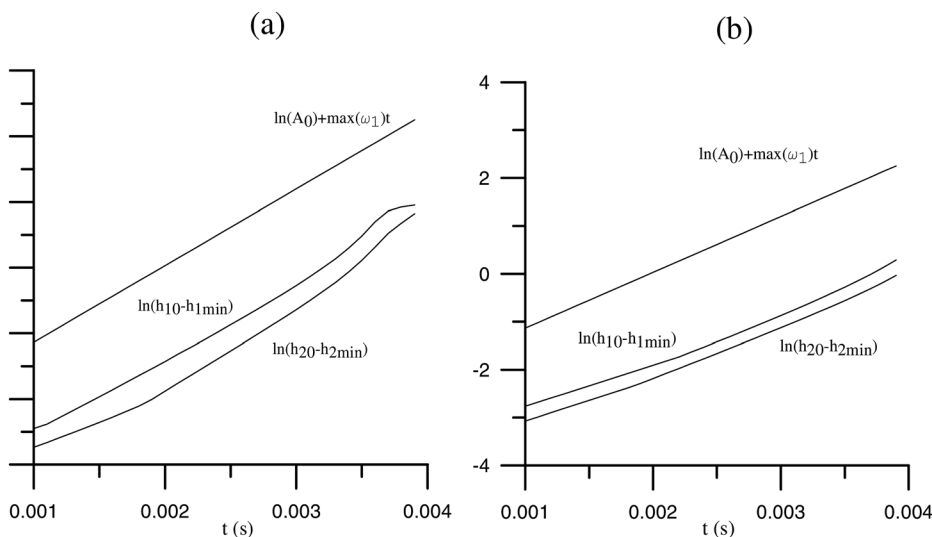 (a)
ln(A0)+max(ω1)t
ln(h10-h1min)
ln(h20-h2min)
0.001
0.002
0.003
0.004
t (s)
(b)
4
2
0
-2
-4
ln(A0)+max(ω1)t
ln(h10-h1min)
ln(h20-h2min)
0.001
0.002
0.003
0.004
t (s)